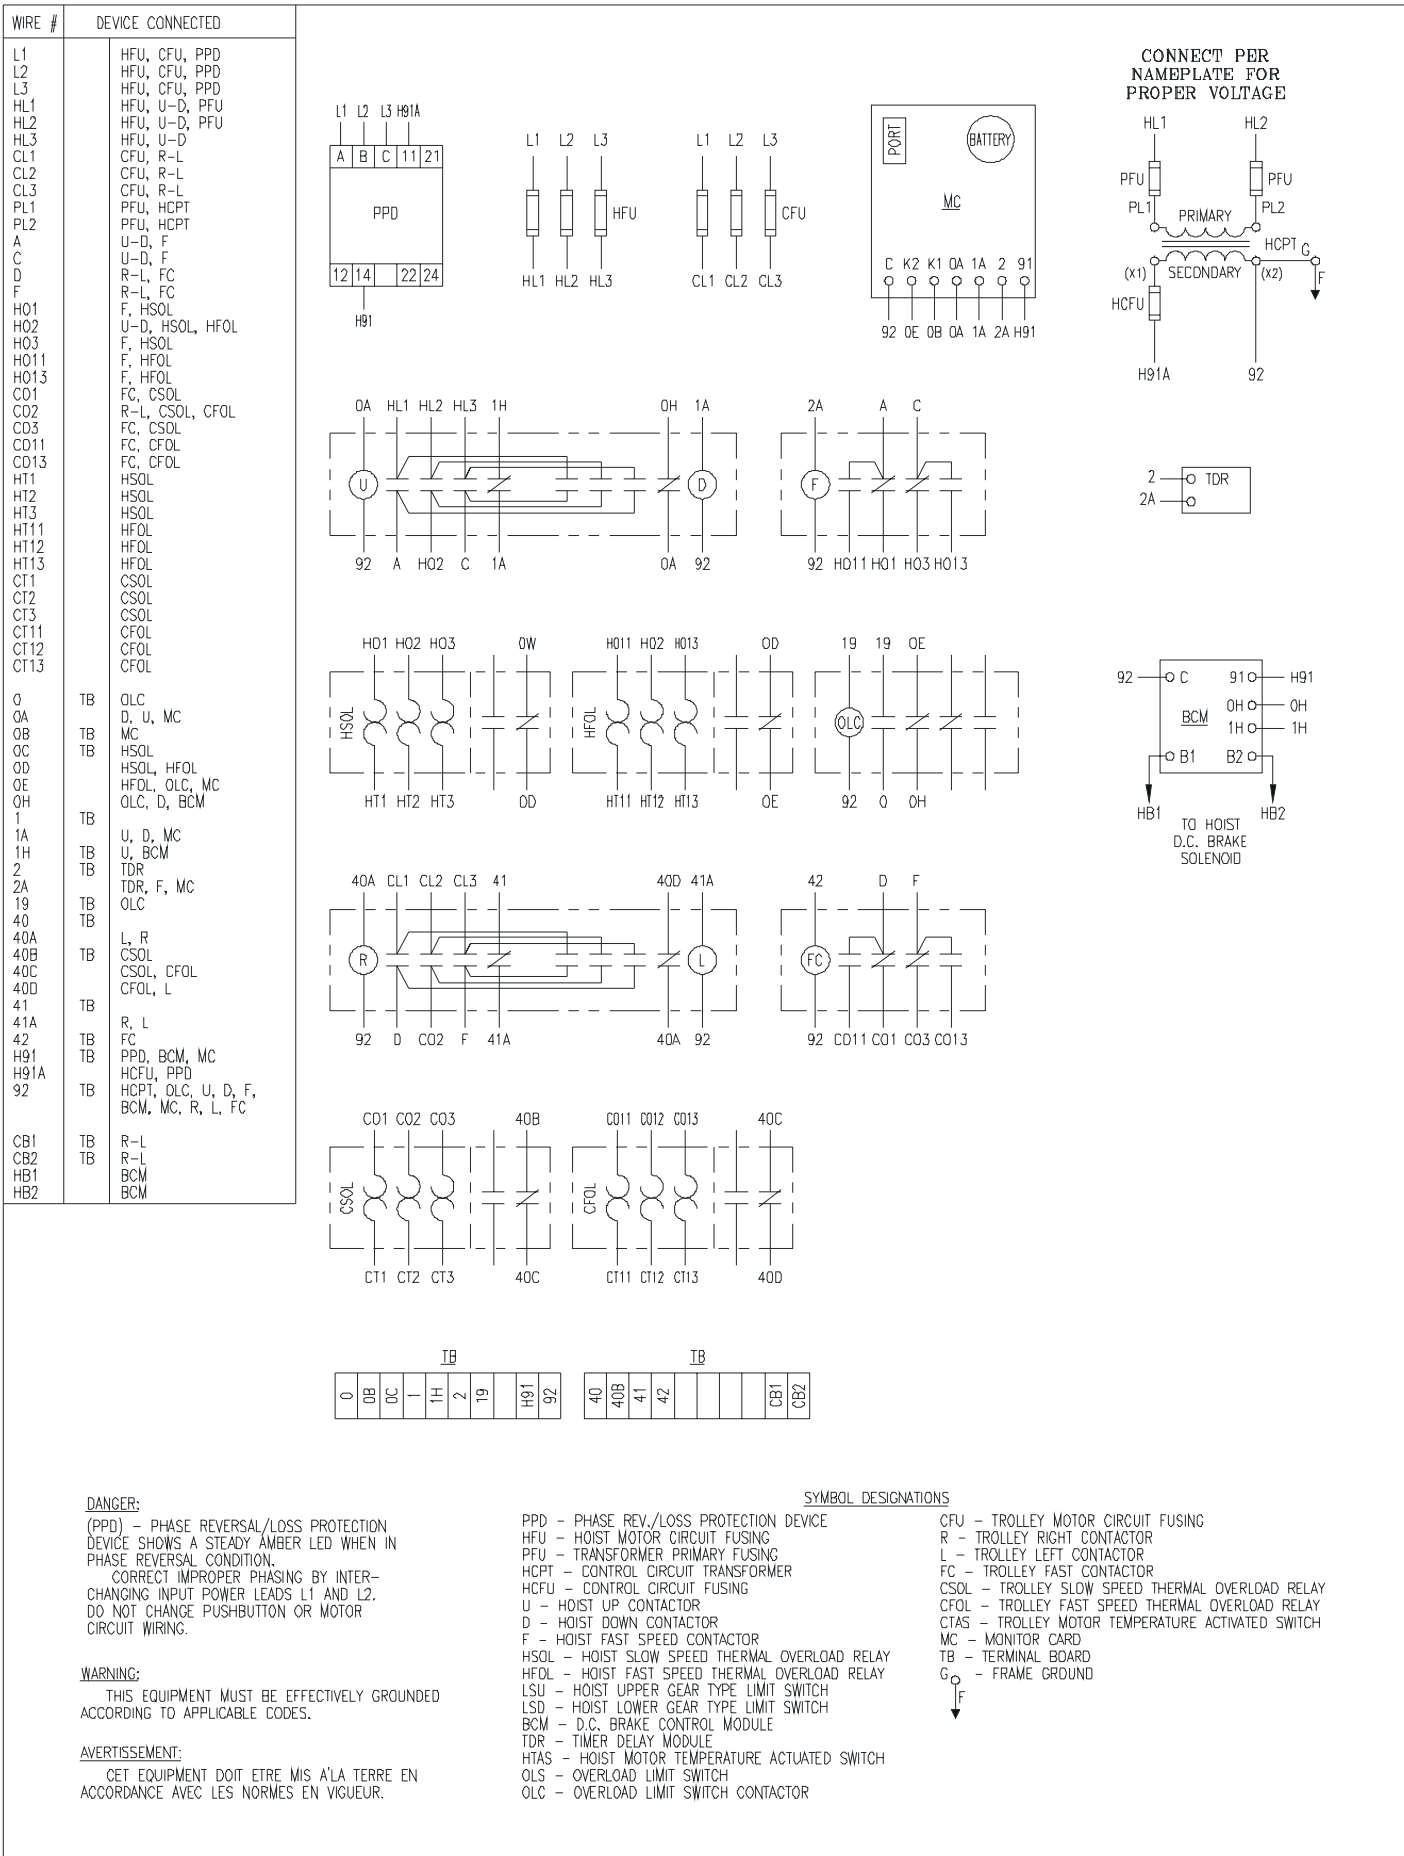 WIRE # DEVICE CONNECTED
L1 HFU, CFU, PPD
L2 HFU, CFU, PPD
L3 HFU, CFU, PPD
HL1 HFU, U-D, PFU
HL2 HFU, U-D, PFU
HL3 HFU, U-D
CL1 CFU, R-L
CL2 CFU, R-L
CL3 CFU, R-L
PL1 PFU, HCPT
PL2 PFU, HCPT
A U-D, F
C U-D, F
D R-L, FC
F R-L, FC
HO1 F, HSOL
HO2 U-D, HSOL, HFOL
HO3 F, HSOL
HO11 F, HFOL
HO13 F, HFOL
CO1 FC, CSOL
CO2 R-L, CSOL, CFOL
CO3 FC, CSOL
CO11 FC, CFOL
CO13 FC, CFOL
HT1 HSOL
HT2 HSOL
HT3 HSOL
HT11 HFOL
HT12 HFOL
HT13 HFOL
CT1 CSOL
CT2 CSOL
CT3 CSOL
CT11 CFOL
CT12 CFOL
CT13 CFOL
0 TB OLC
0A D, U, MC
0B TB MC
0C TB HSOL
0D HSOL, HFOL
0E HFOL, OLC, MC
0H OLC, D, BCM
1 TB
1A U, D, MC
1H TB U, BCM
2 TB TDR
2A TDR, F, MC
19 TB OLC
40 TB
40A L, R
40B TB CSOL
40C CSOL, CFOL
40D CFOL, L
41 TB
41A R, L
42 TB FC
H91 TB PPD, BCM, MC
H91A HCFU, PPD
92 TB HCPT, OLC, U, D, F,
BCM, MC, R, L, FC
CB1 TB R-L
CB2 TB R-L
HB1 BCM
HB2 BCM
L1 L2 L3 H91A
A B C 11 21
PPD
12 14 22 24
H91
L1 L2 L3
HFU
HL1 HL2 HL3
L1 L2 L3
CFU
CL1 CL2 CL3
PORT
BATTERY
MC
C K2 K1 0A 1A 2 91
92 0E 0B 0A 1A 2A H91
CONNECT PER
NAMEPLATE FOR
PROPER VOLTAGE
HL1 HL2
PFU PFU
PL1 PRIMARY PL2
HCPT G
(X1) SECONDARY (X2) F
HCFU
H91A 92
0A HL1 HL2 HL3 1H 0H 1A
U D
92 A HO2 C 1A 0A 92
2A A C
F
92 HO11 HO1 HO3 HO13
2 TDR
2A
HO1 HO2 HO3 0W
HSOL
HT1 HT2 HT3 0D
HO11 HO2 HO13 0D
HFOL
HT11 HT12 HT13 0E
19 19 0E
OLC
92 0 0H
92 C 91 H91
0H 0H
BCM 1H 1H
B1 B2
HB1 HB2
TO HOIST
D.C. BRAKE
SOLENOID
40A CL1 CL2 CL3 41 40D 41A
R L
92 D CO2 F 41A 40A 92
42 D F
FC
92 CO11 CO1 CO3 CO13
CO1 CO2 CO3 40B
CSOL
CT1 CT2 CT3 40C
CO11 CO12 CO13 40C
CFOL
CT11 CT12 CT13 40D
TB
0 0B 0C 1 1H 2 19 H91 92
TB
40 40B 41 42 CB1 CB2
DANGER:
(PPD) - PHASE REVERSAL/LOSS PROTECTION
DEVICE SHOWS A STEADY AMBER LED WHEN IN
PHASE REVERSAL CONDITION.
CORRECT IMPROPER PHASING BY INTER-
CHANGING INPUT POWER LEADS L1 AND L2.
DO NOT CHANGE PUSHBUTTON OR MOTOR
CIRCUIT WIRING.
WARNING:
THIS EQUIPMENT MUST BE EFFECTIVELY GROUNDED
ACCORDING TO APPLICABLE CODES.
AVERTISSEMENT:
CET EQUIPMENT DOIT ETRE MIS A'LA TERRE EN
ACCORDANCE AVEC LES NORMES EN VIGUEUR.
SYMBOL DESIGNATIONS
PPD - PHASE REV./LOSS PROTECTION DEVICE
HFU - HOIST MOTOR CIRCUIT FUSING
PFU - TRANSFORMER PRIMARY FUSING
HCPT - CONTROL CIRCUIT TRANSFORMER
HCFU - CONTROL CIRCUIT FUSING
U - HOIST UP CONTACTOR
D - HOIST DOWN CONTACTOR
F - HOIST FAST SPEED CONTACTOR
HSOL - HOIST SLOW SPEED THERMAL OVERLOAD RELAY
HFOL - HOIST FAST SPEED THERMAL OVERLOAD RELAY
LSU - HOIST UPPER GEAR TYPE LIMIT SWITCH
LSD - HOIST LOWER GEAR TYPE LIMIT SWITCH
BCM - D.C. BRAKE CONTROL MODULE
TDR - TIMER DELAY MODULE
HTAS - HOIST MOTOR TEMPERATURE ACTUATED SWITCH
OLS - OVERLOAD LIMIT SWITCH
OLC - OVERLOAD LIMIT SWITCH CONTACTOR
CFU - TROLLEY MOTOR CIRCUIT FUSING
R - TROLLEY RIGHT CONTACTOR
L - TROLLEY LEFT CONTACTOR
FC - TROLLEY FAST CONTACTOR
CSOL - TROLLEY SLOW SPEED THERMAL OVERLOAD RELAY
CFOL - TROLLEY FAST SPEED THERMAL OVERLOAD RELAY
CTAS - TROLLEY MOTOR TEMPERATURE ACTIVATED SWITCH
MC - MONITOR CARD
TB - TERMINAL BOARD
G - FRAME GROUND
F